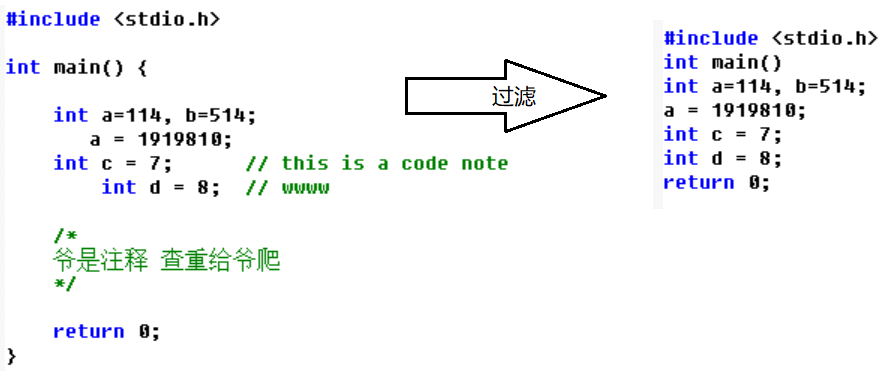 #include <stdio.h>
int main() {
int a=114, b=514;
a = 1919810;
int c = 7; // this is a code note
int d = 8; // wwww
/*
爷是注释 查重给爷爬
*/
return 0;
}
过滤
#include <stdio.h>
int main()
int a=114, b=514;
a = 1919810;
int c = 7;
int d = 8;
return 0;